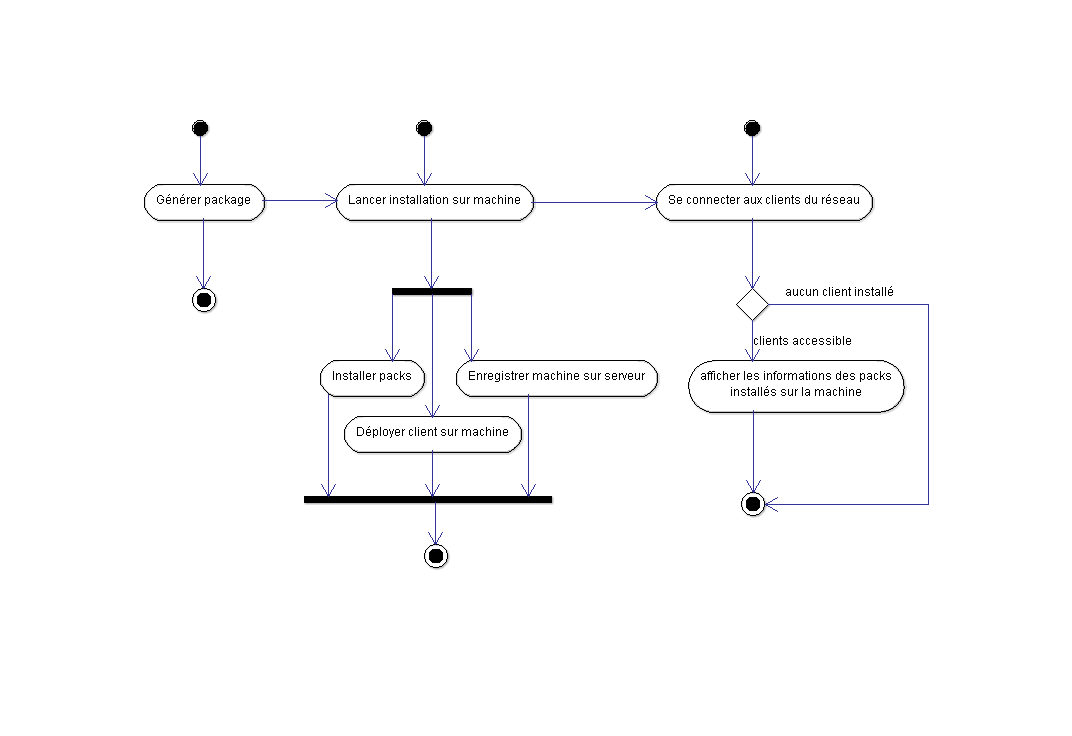 Générer package
Lancer installation sur machine
Se connecter aux clients du réseau
aucun client installé
clients accessible
Installer packs
Enregistrer machine sur serveur
afficher les informations des packs
installés sur la machine
Déployer client sur machine